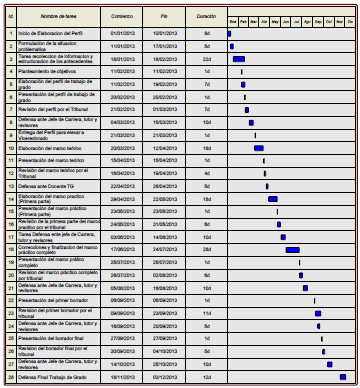 Id. Nombre de tarea Comienzo Fin Duración
Ene Feb Mar Abr May Jun Jul Ago Sep Oct Nov Dic
1 Inicio de Elaboración del Perfil 01/01/2013 10/01/2013 8d
2 Formulación de la situacion problematica 11/01/2013 17/01/2013 5d
3 Tarea recoleccion de informacion y estructuracion de los antecedentes 18/01/2013 18/02/2013 22d
4 Planteamiento de objetivos 11/02/2013 11/02/2013 1d
5 Elaboración del perfil de trabajo de grado 11/02/2013 19/02/2013 7d
6 Presentación del perfil de trabajo de grado 20/02/2013 20/02/2013 1d
7 Revisión del perfil por el Tribunal 21/02/2013 01/03/2013 7d
8 Defensa ante Jefe de Carrera, tutor y revisores 04/03/2013 15/03/2013 10d
9 Entrega del Perfil para elevar a Vicerectorado 21/03/2013 21/03/2013 1d
10 Elaboración del marco teórico 20/03/2013 12/04/2013 18d
11 Presentación del marco teórico 15/04/2013 15/04/2013 1d
12 Revisión del marco teórico por el Tribunal 16/04/2013 19/04/2013 4d
13 Defensa ante Docente TG 22/04/2013 26/04/2013 5d
14 Elaboración del marco practico (Primera parte) 29/04/2013 22/05/2013 18d
15 Presentación del marco práctico (Primera parte) 23/05/2013 23/05/2013 1d
16 Revisión de la primera parte del marco practico por el tribunal 24/05/2013 31/05/2013 6d
17 Tarea Defensa ante jefe de Carrera, tutor y revisores 03/06/2013 14/06/2013 10d
18 Correcciones y finalizacion del marco práctico completo 17/06/2013 24/07/2013 28d
19 Presentación del marco prático completo 25/07/2013 25/07/2013 1d
20 Revisión del marco práctico completo por tribunal 26/07/2013 02/08/2013 6d
21 Defensa ante jefe de Carrera, tutor y revisores 05/08/2013 16/08/2013 10d
22 Presentación del primer borrador 09/09/2013 1d
23 Revisión del primer borrador por el tribunal 09/09/2013 23/09/2013 11d
24 Defensa ante jefe de Carrera, tutor y revisores 20/09/2013 5d
25 Presentación del borrador final 27/09/2013 27/09/2013 1d
26 Revisión del borrador final por el tribunal 30/09/2013 04/10/2013 5d
27 Defensa ante jefe de Carrera, tutor y revisores 14/10/2013 25/10/2013 10d
28 Defensa Final Trabajo de Grado 18/11/2013 03/12/2013 12d